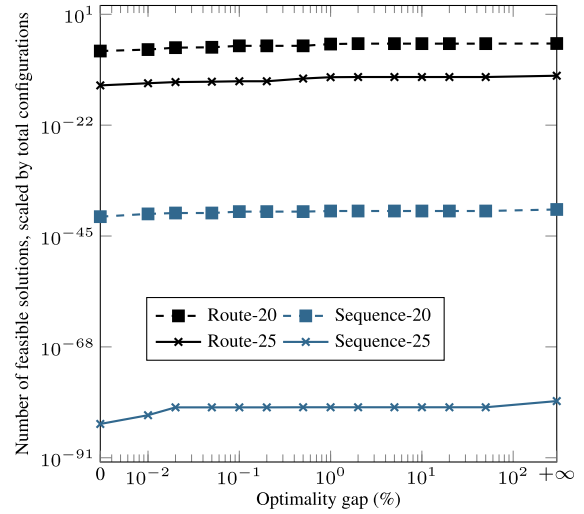 Number of feasible solutions, scaled by total configurations
10^1
10^−22
10^−45
10^−68
10^−91
Route-20 Sequence-20
Route-25 Sequence-25
0 10^−2 10^−1 10^0 10^1 10^2 +∞
Optimality gap (%)